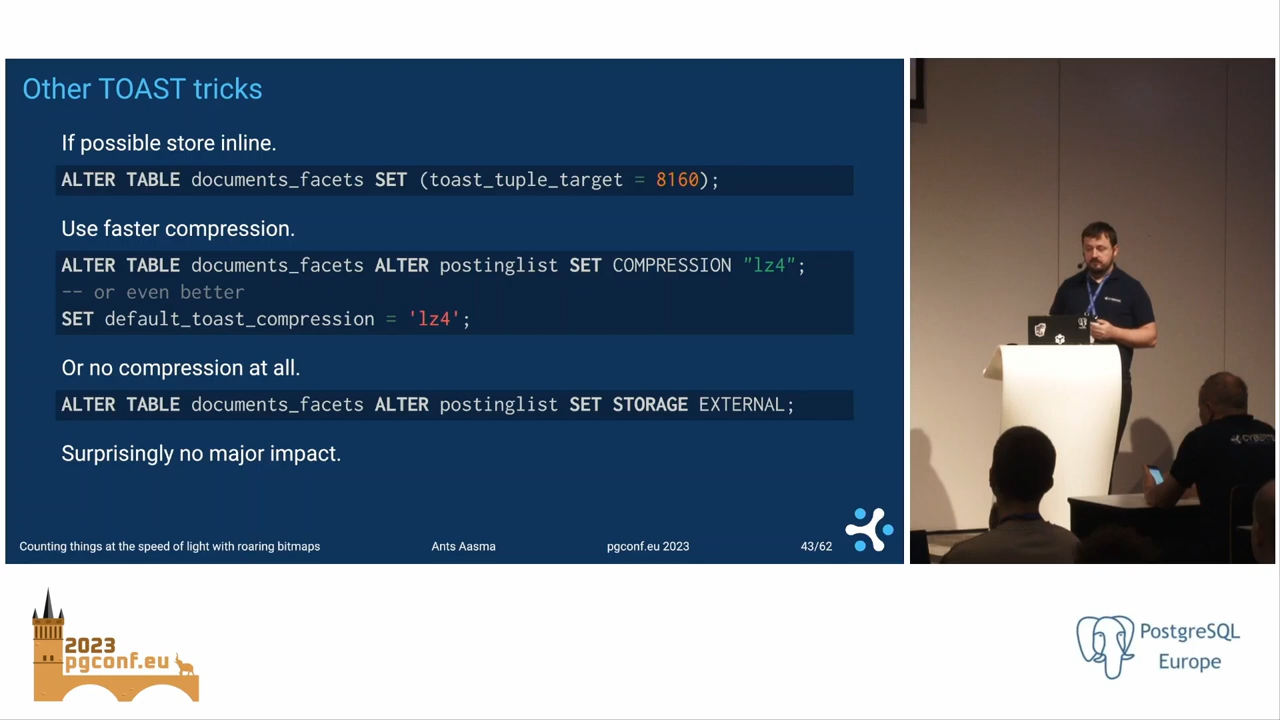 Other TOAST tricks
If possible store inline.
ALTER TABLE documents_facets SET (toast_tuple_target = 8160);
Use faster compression.
ALTER TABLE documents_facets ALTER postinglist SET COMPRESSION "lz4";
-- or even better
SET default_toast_compression = 'lz4';
Or no compression at all.
ALTER TABLE documents_facets ALTER postinglist SET STORAGE EXTERNAL;
Surprisingly no major impact.
Counting things at the speed of light with roaring bitmaps
Ants Aasma
pgconf.eu 2023
43/62
2023
pgconf.eu
PostgreSQL
Europe